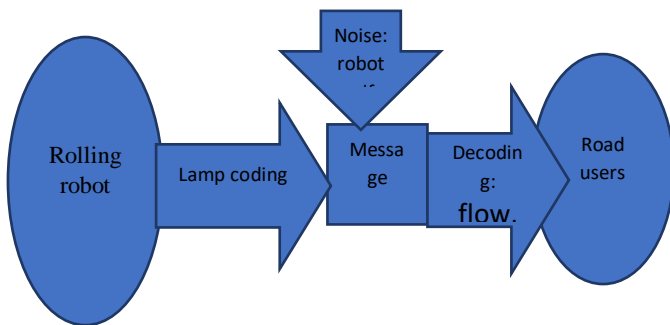 Noise:
robot
Rolling
robot
Lamp coding
Messa
ge
Decodin
g:
flow.
Road
users